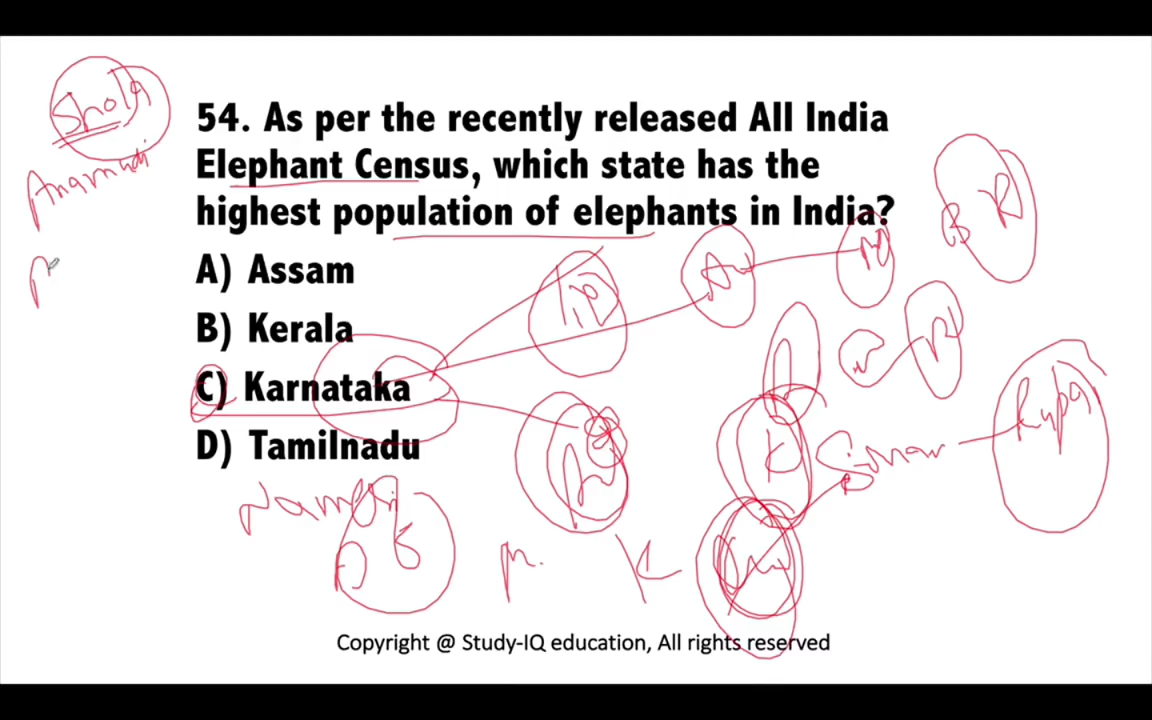 Shola
Anamudi
54. As per the recently released All India
Elephant Census, which state has the
highest population of elephants in India?
A) Assam
B) Kerala
C) Karnataka
D) Tamilnadu
Copyright @ Study-IQ education, All rights reserved